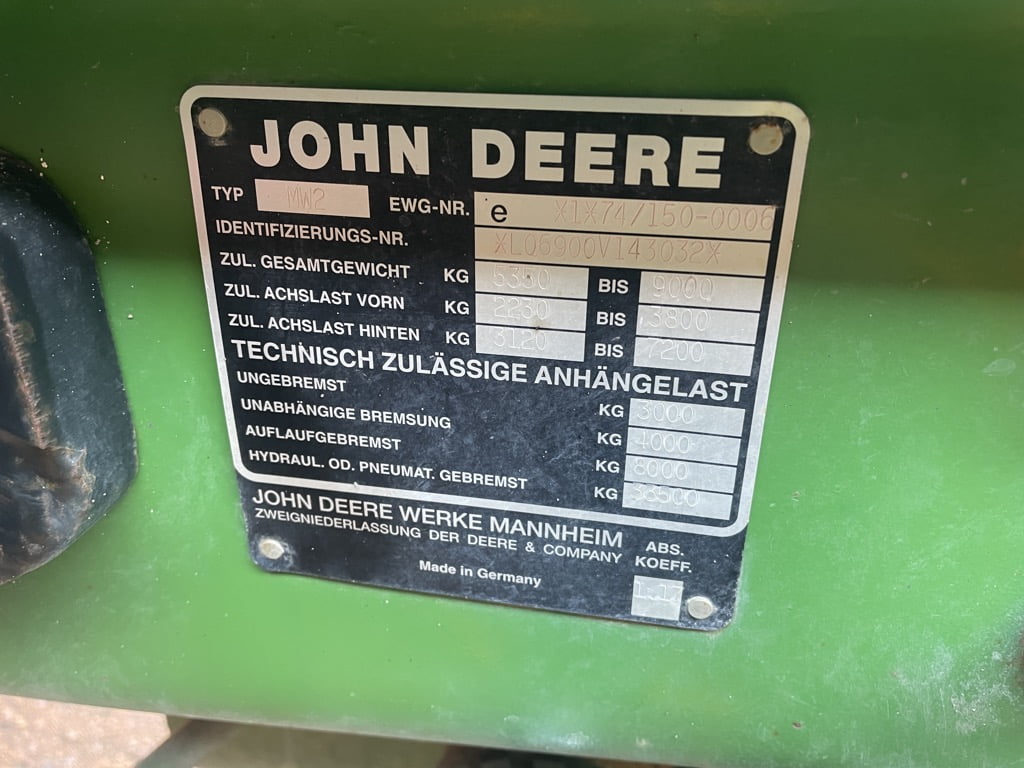 JOHN DEERE
TYP MW2 EWG-NR. e X1X74/150-0006
IDENTIFIZIERUNGS-NR. XL06900V143032X
ZUL. GESAMTGEWICHT KG 5350 BIS 9000
ZUL. ACHSLAST VORN KG 2230 BIS 3800
ZUL. ACHSLAST HINTEN KG 3120 BIS 7200
TECHNISCH ZULÄSSIGE ANHÄNGELAST
UNGEBREMST KG 3000
UNABHÄNGIGE BREMSUNG KG 4000
AUFLAUFGEBREMST KG 8000
HYDRAUL. OD. PNEUMAT. GEBREMST KG 38500
JOHN DEERE WERKE MANNHEIM
ZWEIGNIEDERLASSUNG DER DEERE & COMPANY
Made in Germany
ABS.
KOEFF.